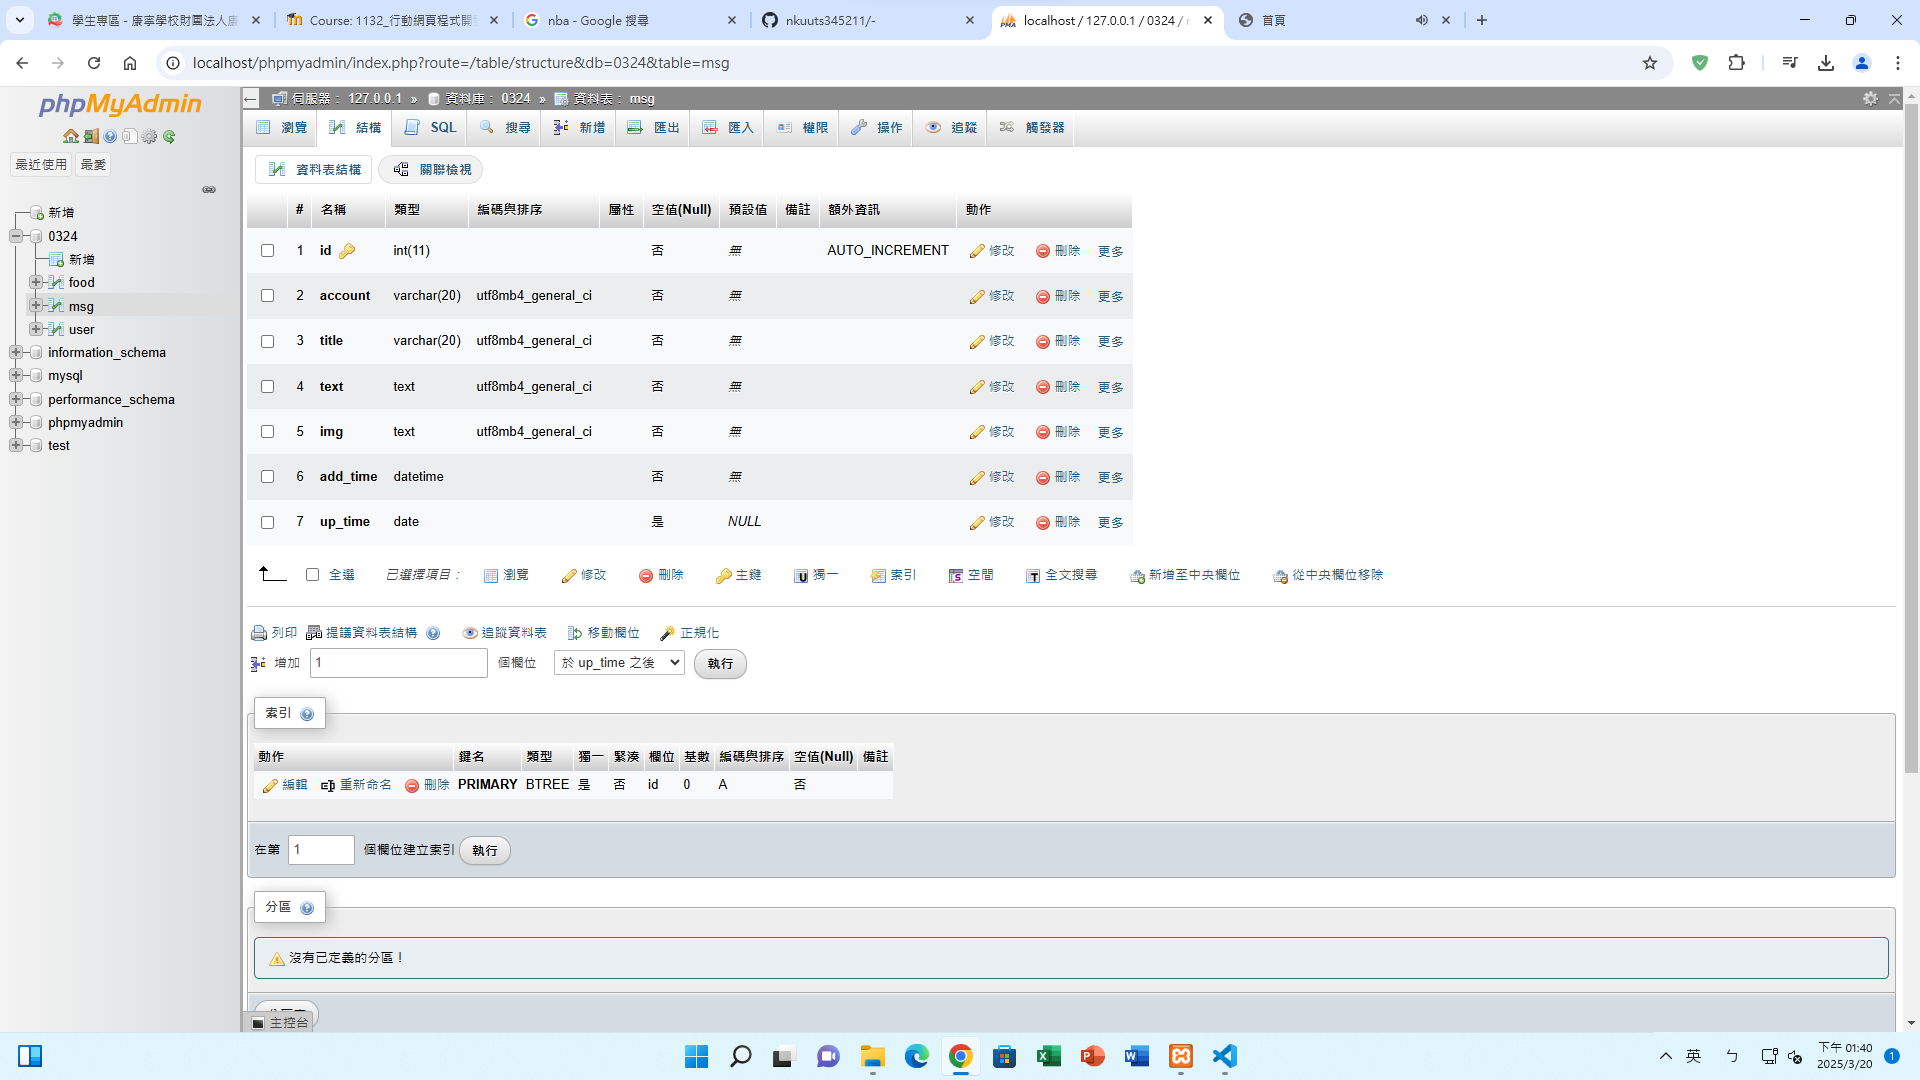 學生專區 - 康寧學校財團法人康
Course: 1132_行動網頁程式開發
nba - Google 搜尋
nkuuts345211/-
localhost / 127.0.0.1 / 0324 / m
首頁
localhost/phpmyadmin/index.php?route=/table/structure&db=0324&table=msg
phpMyAdmin
最近使用 最愛
新增
0324
新增
food
msg
user
information_schema
mysql
performance_schema
phpmyadmin
test
伺服器： 127.0.0.1 » 資料庫： 0324 » 資料表： msg
瀏覽 結構 SQL 搜尋 新增 匯出 匯入 權限 操作 追蹤 觸發器
資料表結構 關聯檢視
# 名稱 類型 編碼與排序 屬性 空值(Null) 預設值 備註 額外資訊 動作
1 id int(11) 否 無 AUTO_INCREMENT 修改 刪除 更多
2 account varchar(20) utf8mb4_general_ci 否 無 修改 刪除 更多
3 title varchar(20) utf8mb4_general_ci 否 無 修改 刪除 更多
4 text text utf8mb4_general_ci 否 無 修改 刪除 更多
5 img text utf8mb4_general_ci 否 無 修改 刪除 更多
6 add_time datetime 否 無 修改 刪除 更多
7 up_time date 是 NULL 修改 刪除 更多
全選 已選擇項目： 瀏覽 修改 刪除 主鍵 獨一 索引 空間 全文搜尋 新增至中央欄位 從中央欄位移除
列印 提議資料表結構 追蹤資料表 移動欄位 正規化
增加 1 個欄位 於 up_time 之後 執行
索引
動作 鍵名 類型 獨一 緊湊 欄位 基數 編碼與排序 空值(Null) 備註
編輯 重新命名 刪除 PRIMARY BTREE 是 否 id 0 A 否
在第 1 個欄位建立索引 執行
分區
沒有已定義的分區！
主控台
英 ㄅ
下午 01:40
2025/3/20
1